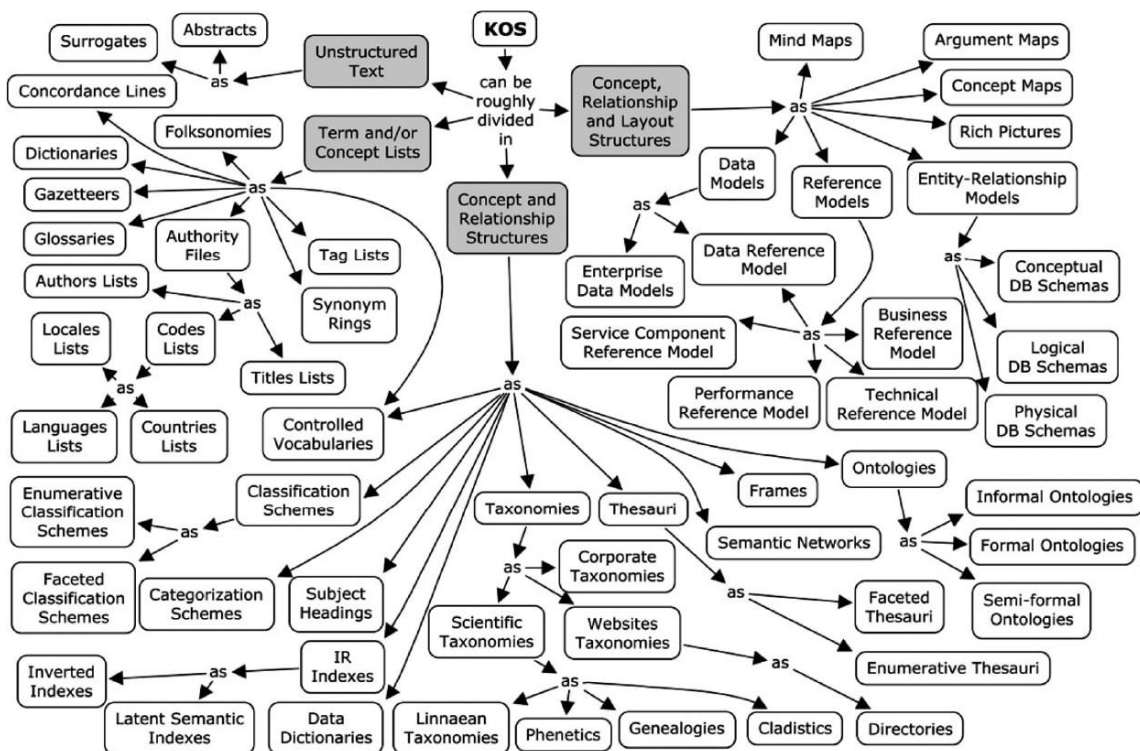 KOS
can be
roughly
divided
in
Unstructured
Text
as
Abstracts
Surrogates
Term and/or
Concept Lists
as
Concordance Lines
Folksonomies
Dictionaries
Gazetteers
Glossaries
Authority
Files
Tag Lists
Synonym
Rings
as
Authors Lists
Codes
Lists
Titles Lists
as
Locales
Lists
Languages
Lists
Countries
Lists
Controlled
Vocabularies
Concept,
Relationship
and Layout
Structures
as
Mind Maps
Argument Maps
Concept Maps
Rich Pictures
Data
Models
Reference
Models
Entity-Relationship
Models
as
Enterprise
Data Models
Data Reference
Model
as
Service Component
Reference Model
Performance
Reference Model
Business
Reference
Model
Technical
Reference Model
as
Conceptual
DB Schemas
Logical
DB Schemas
Physical
DB Schemas
Concept and
Relationship
Structures
as
Classification
Schemes
as
Enumerative
Classification
Schemes
Faceted
Classification
Schemes
Categorization
Schemes
Subject
Headings
IR
Indexes
as
Inverted
Indexes
Latent Semantic
Indexes
Data
Dictionaries
Taxonomies
as
Corporate
Taxonomies
Scientific
Taxonomies
Websites
Taxonomies
as
Linnaean
Taxonomies
Phenetics
Genealogies
Cladistics
as
Directories
Thesauri
as
Faceted
Thesauri
Enumerative Thesauri
Semantic Networks
Frames
Ontologies
as
Informal Ontologies
Formal Ontologies
Semi-formal
Ontologies